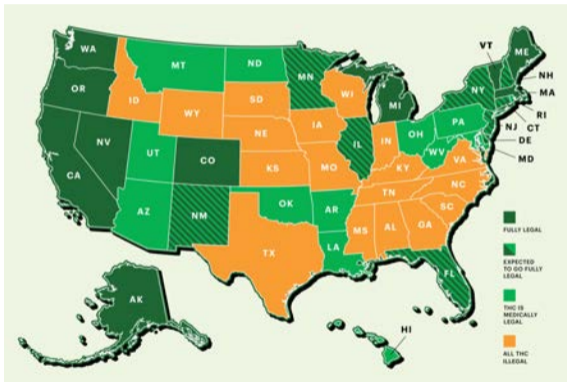 WA
OR
CA
NV
ID
MT
WY
UT
AZ
CO
NM
ND
SD
NE
KS
OK
TX
MN
IA
MO
AR
LA
WI
IL
MI
IN
OH
KY
TN
MS
AL
GA
FL
SC
NC
VA
WV
PA
NY
VT
ME
NH
MA
RI
CT
NJ
DE
MD
AK
HI
FULLY LEGAL
EXPECTED
TO GO FULLY
LEGAL
THC IS
MEDICALLY
LEGAL
ALL THC
ILLEGAL